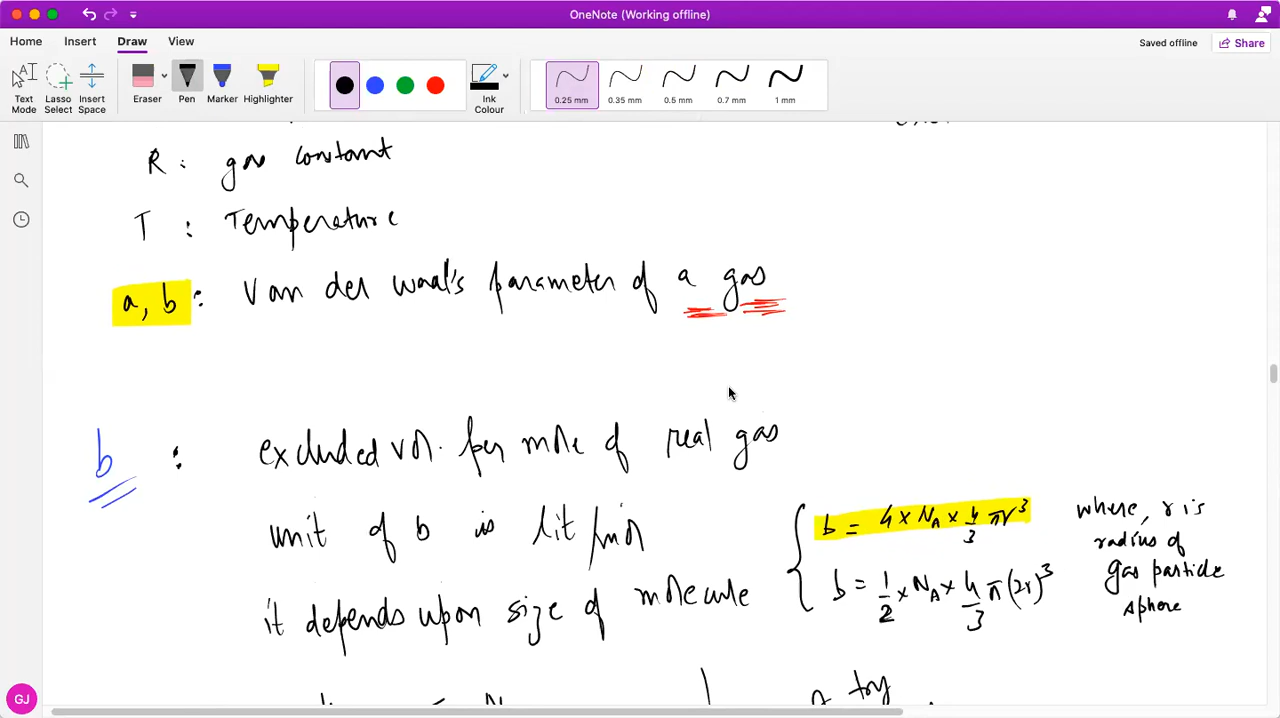 OneNote (Working offline)
Home Insert Draw View
Saved offline Share
Text Mode
Lasso Select
Insert Space
Eraser
Pen
Marker
Highlighter
Ink Colour
0.25 mm 0.35 mm 0.5 mm 0.7 mm 1 mm
R : gas constant
T : Temperature
a, b : Van der Waal's parameter of a gas
b : excluded vol. per mole of real gas
unit of b is lit/mol
b = 4 × N_A × 4/3 πr³
where, r is
radius of
gas particle
sphere
b = 1/2 × N_A × 4/3 π(2r)³
it depends upon size of molecule
try
GJ